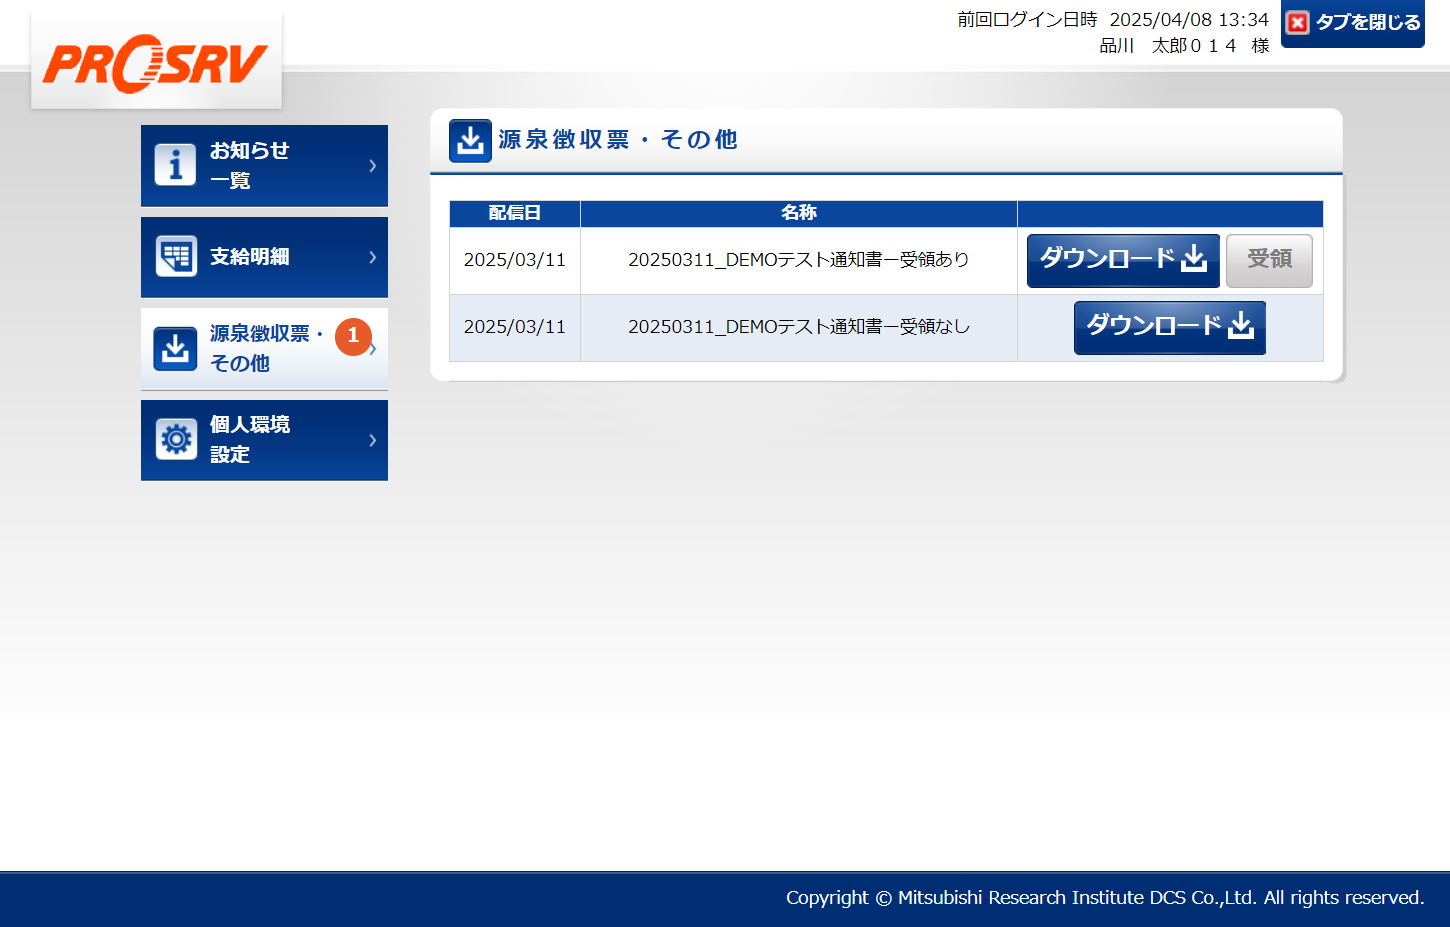 PROSRV
前回ログイン日時 2025/04/08 13:34
品川　太郎０１４ 様
タブを閉じる
お知らせ
一覧
支給明細
源泉徴収票・
その他
1
個人環境
設定
源泉徴収票・その他
配信日 名称
2025/03/11 20250311_DEMOテスト通知書ー受領あり ダウンロード 受領
2025/03/11 20250311_DEMOテスト通知書ー受領なし ダウンロード
Copyright © Mitsubishi Research Institute DCS Co.,Ltd. All rights reserved.